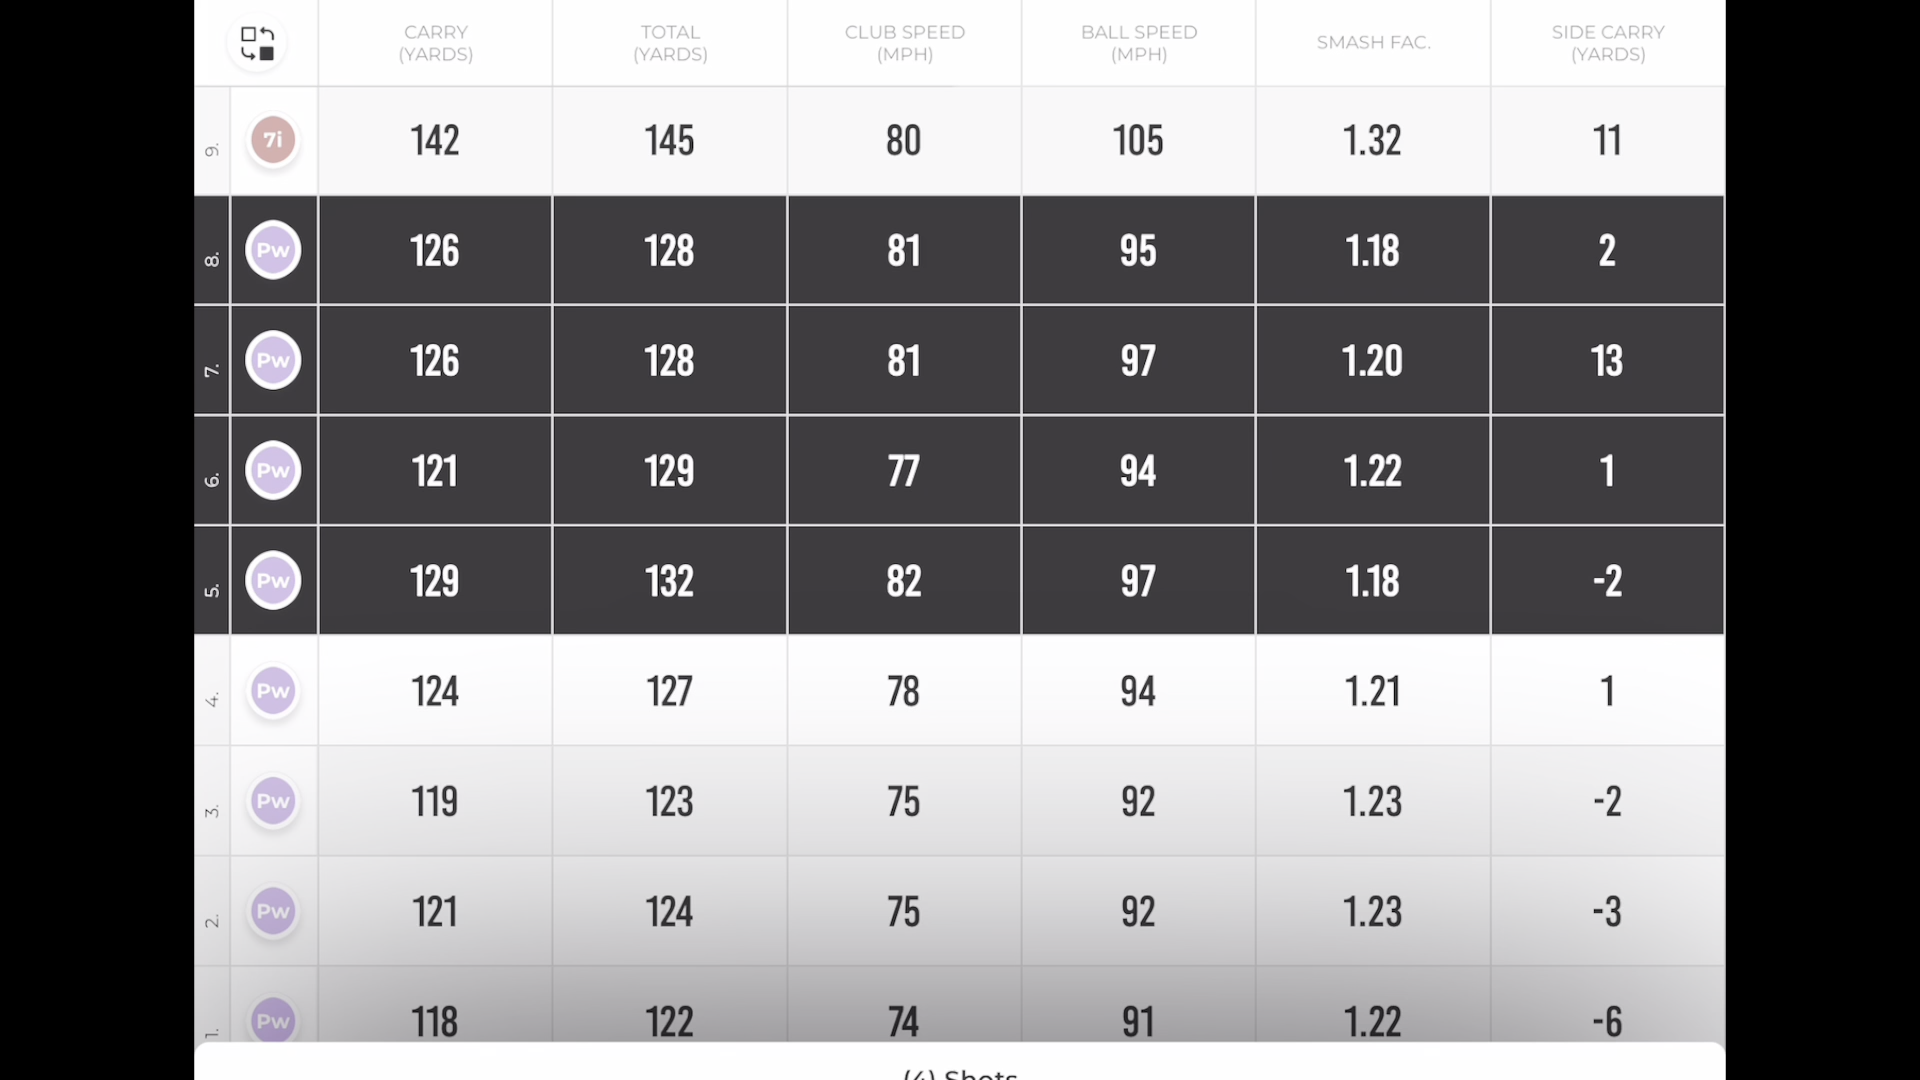 CARRY (YARDS) TOTAL (YARDS) CLUB SPEED (MPH) BALL SPEED (MPH) SMASH FAC. SIDE CARRY (YARDS)
9. 7i 142 145 80 105 1.32 11
8. Pw 126 128 81 95 1.18 2
7. Pw 126 128 81 97 1.20 13
6. Pw 121 129 77 94 1.22 1
5. Pw 129 132 82 97 1.18 -2
4. Pw 124 127 78 94 1.21 1
3. Pw 119 123 75 92 1.23 -2
2. Pw 121 124 75 92 1.23 -3
1. Pw 118 122 74 91 1.22 -6
(4) Shots